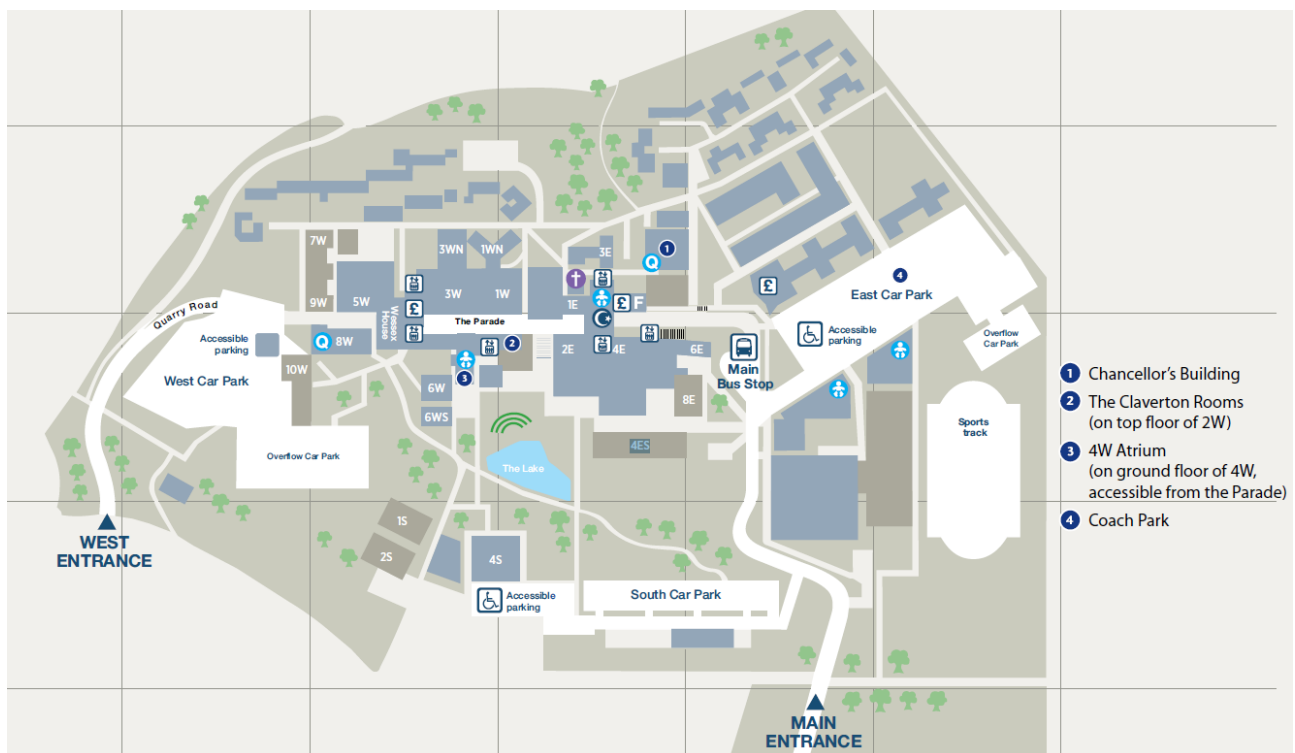 7W
3WN
1WN
3E
1
Q
£
4
East Car Park
9W
5W
3W
1W
1E
£
F
£
Quarry Road
Wessex
House
The Parade
Accessible
parking
Overflow
Car Park
Accessible
parking
Q
8W
2
2E
4E
6E
Main
Bus Stop
West Car Park
10W
3
6W
6WS
8E
1 Chancellor's Building
2 The Claverton Rooms
(on top floor of 2W)
3 4W Atrium
(on ground floor of 4W,
accessible from the Parade)
4 Coach Park
Sports
track
4ES
Overflow Car Park
The Lake
1S
2S
4S
WEST
ENTRANCE
Accessible
parking
South Car Park
MAIN
ENTRANCE